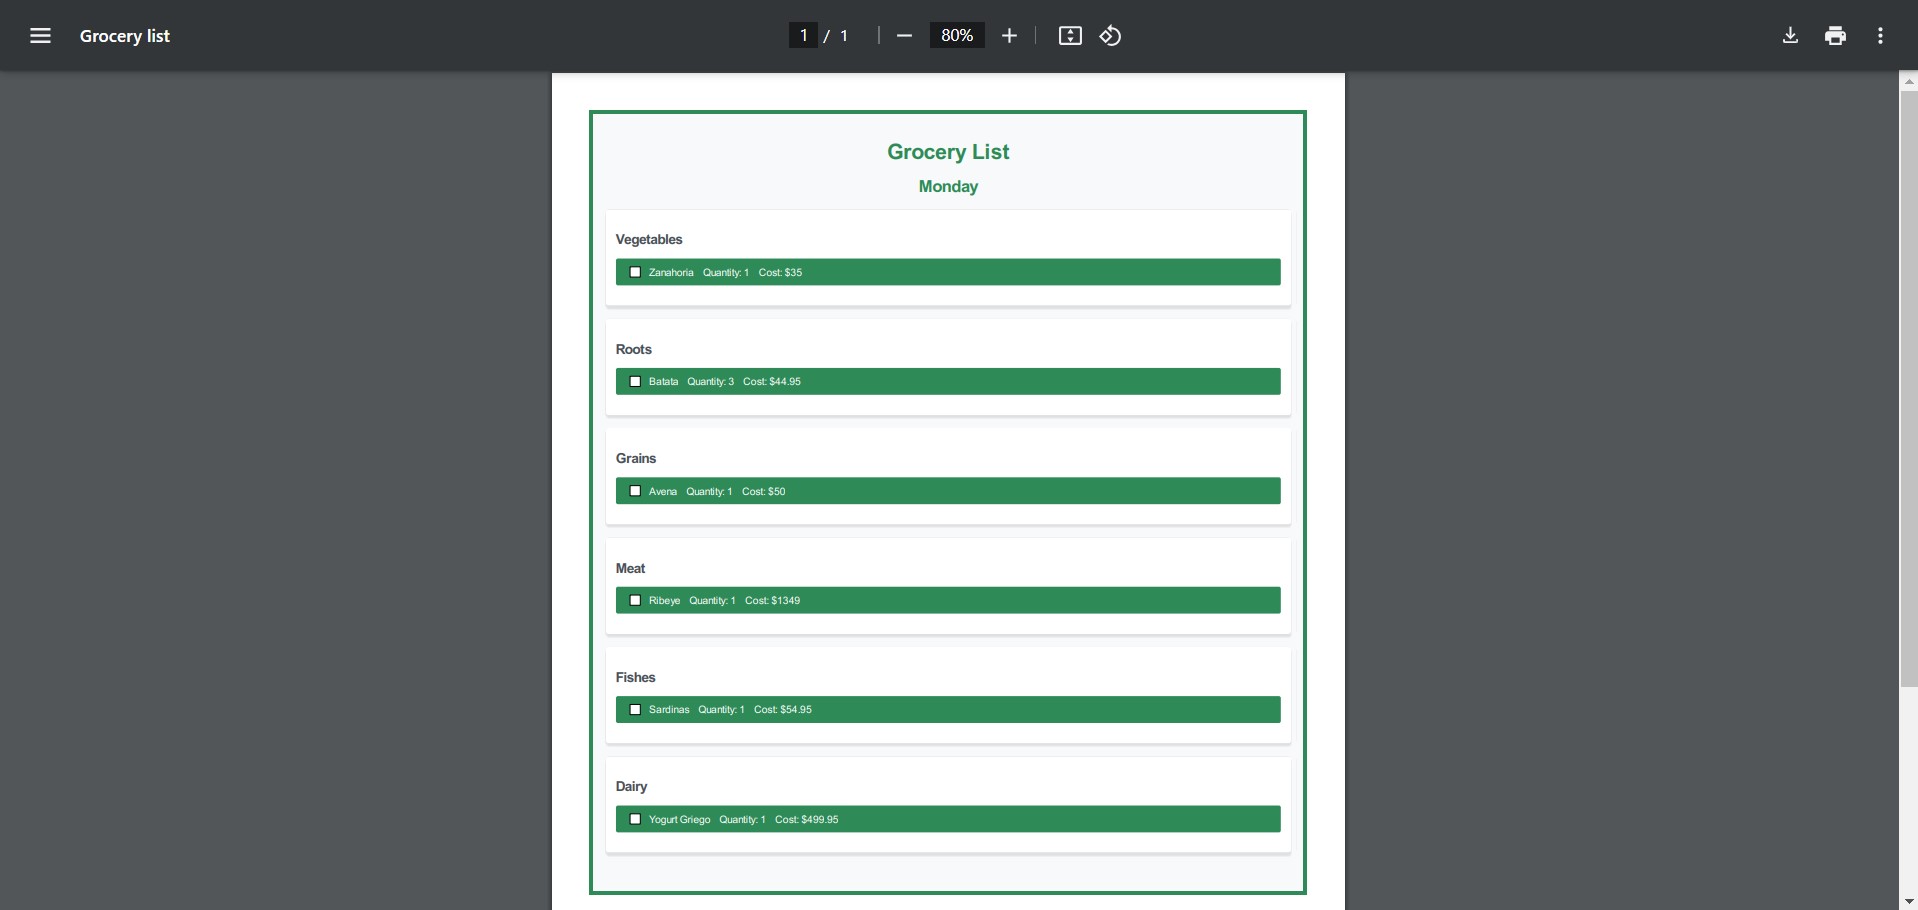 Grocery list
1 / 1
80%
Grocery List
Monday
Vegetables
Zanahoria Quantity: 1 Cost: $35
Roots
Batata Quantity: 3 Cost: $44.95
Grains
Avena Quantity: 1 Cost: $50
Meat
Ribeye Quantity: 1 Cost: $1349
Fishes
Sardinas Quantity: 1 Cost: $54.95
Dairy
Yogurt Griego Quantity: 1 Cost: $499.95